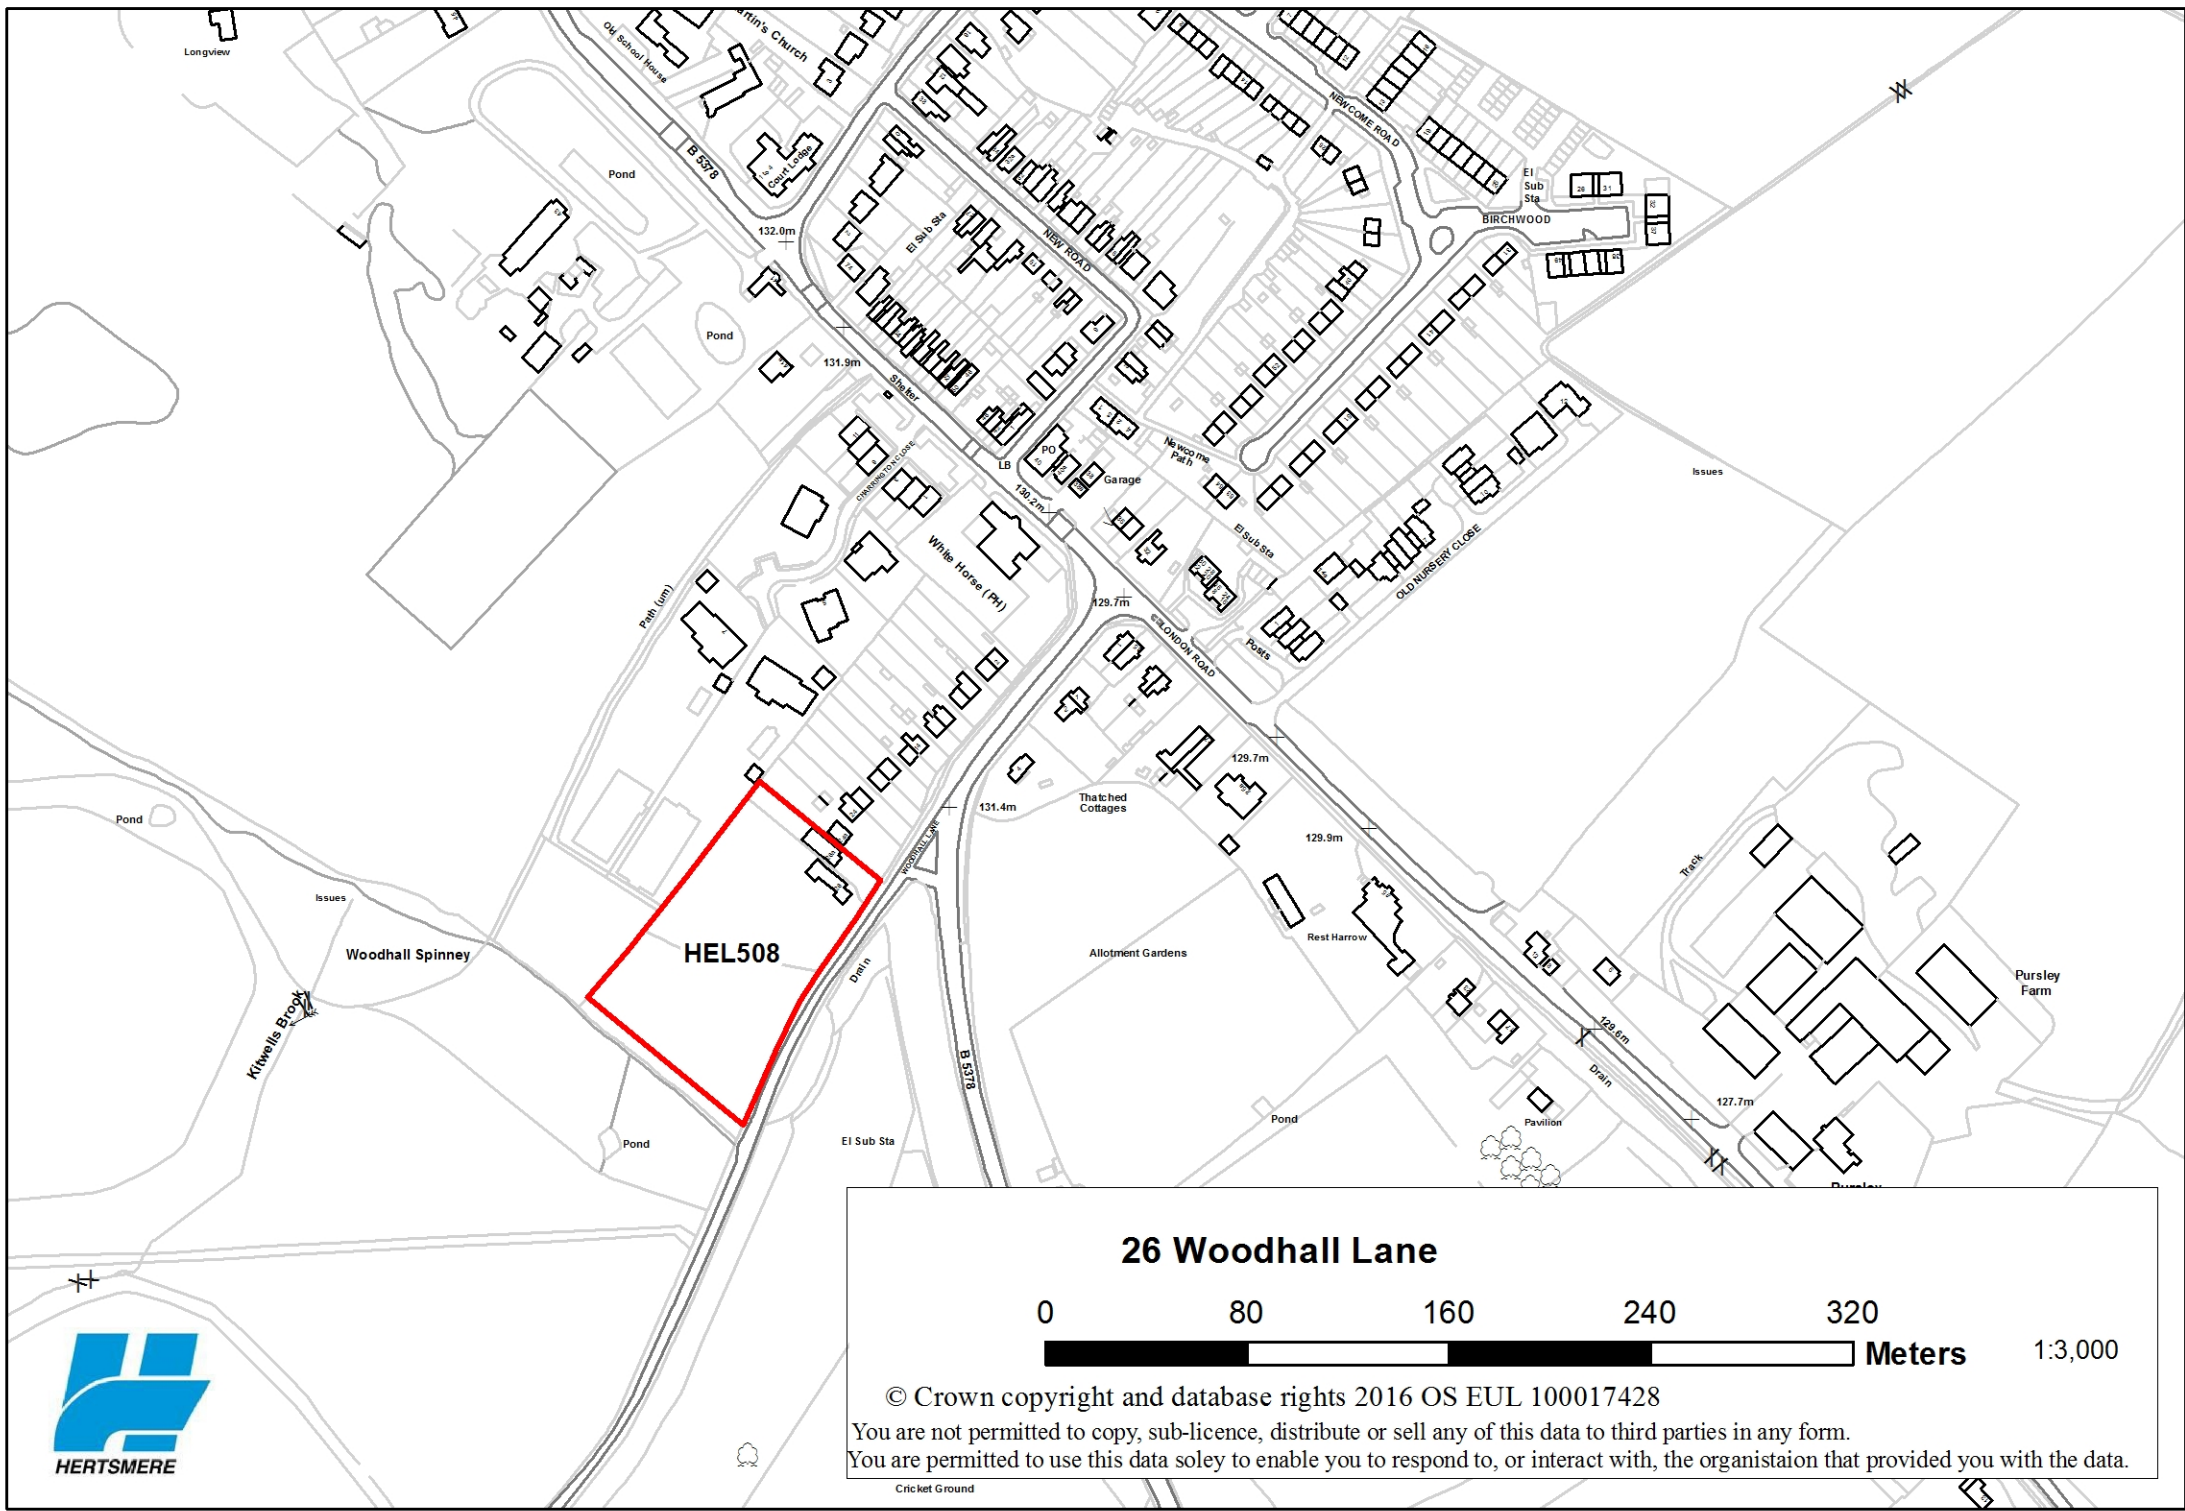 Longview
Old School House
artin's Church
B 5378
Court Lodge
Pond
132.0m
El Sub Sta
NEW ROAD
NEWCOME ROAD
El
Sub
Sta
BIRCHWOOD
Pond
131.9m
Shelter
CHARRINGTON CLOSE
LB
PO
Garage
Newcome
Path
130.2m
El Sub Sta
OLD NURSERY CLOSE
Issues
White Horse (PH)
129.7m
LONDON ROAD
Posts
Path (um)
129.7m
131.4m
Thatched
Cottages
129.9m
WOODHALL LANE
Pond
Issues
Woodhall Spinney
Kitwells Brook
HEL508
Drain
Allotment Gardens
Rest Harrow
Track
Pursley
Farm
129.6m
Drain
B 5378
127.7m
Pond
Pavilion
Pond
El Sub Sta
26 Woodhall Lane
0 80 160 240 320
Meters
1:3,000
© Crown copyright and database rights 2016 OS EUL 100017428
You are not permitted to copy, sub-licence, distribute or sell any of this data to third parties in any form.
You are permitted to use this data soley to enable you to respond to, or interact with, the organistaion that provided you with the data.
HERTSMERE
Cricket Ground